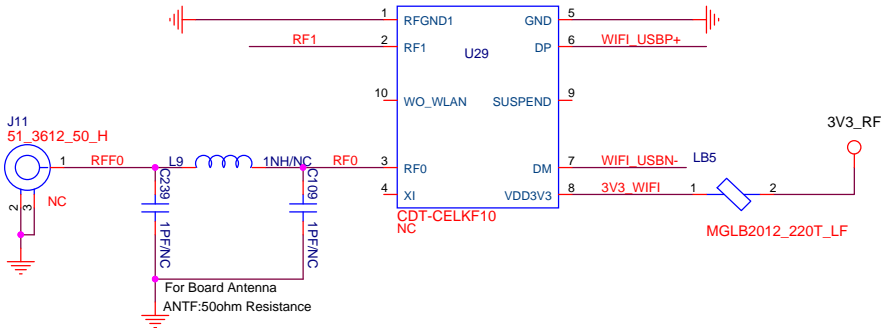 1 RFGND1 GND 5
RF1 2 RF1 DP 6 WIFI_USBP+
U29
10 WO_WLAN SUSPEND 9
J11
51_3612_50_H
3V3_RF
1 RFF0 L9 1NH/NC RF0 3 RF0 DM 7 WIFI_USBN- LB5
C239
C109
4 XI VDD3V3 8 3V3_WIFI 1 2
2 3 NC
CDT-CELKF10
NC
1PF/NC
1PF/NC
MGLB2012_220T_LF
For Board Antenna
ANTF:50ohm Resistance